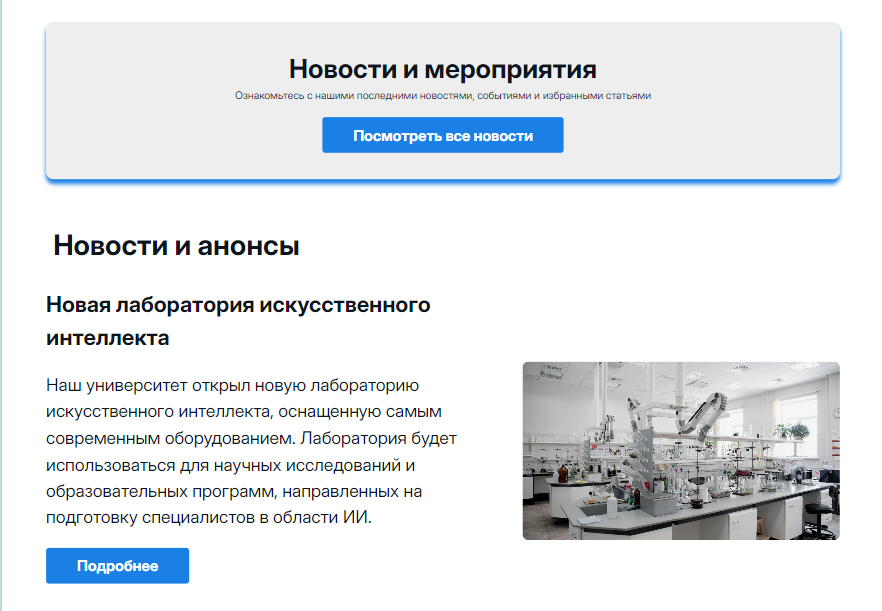 Новости и мероприятия
Ознакомьтесь с нашими последними новостями, событиями и избранными статьями
Посмотреть все новости
Новости и анонсы
Новая лаборатория искусственного
интеллекта
Наш университет открыл новую лабораторию
искусственного интеллекта, оснащенную самым
современным оборудованием. Лаборатория будет
использоваться для научных исследований и
образовательных программ, направленных на
подготовку специалистов в области ИИ.
Подробнее